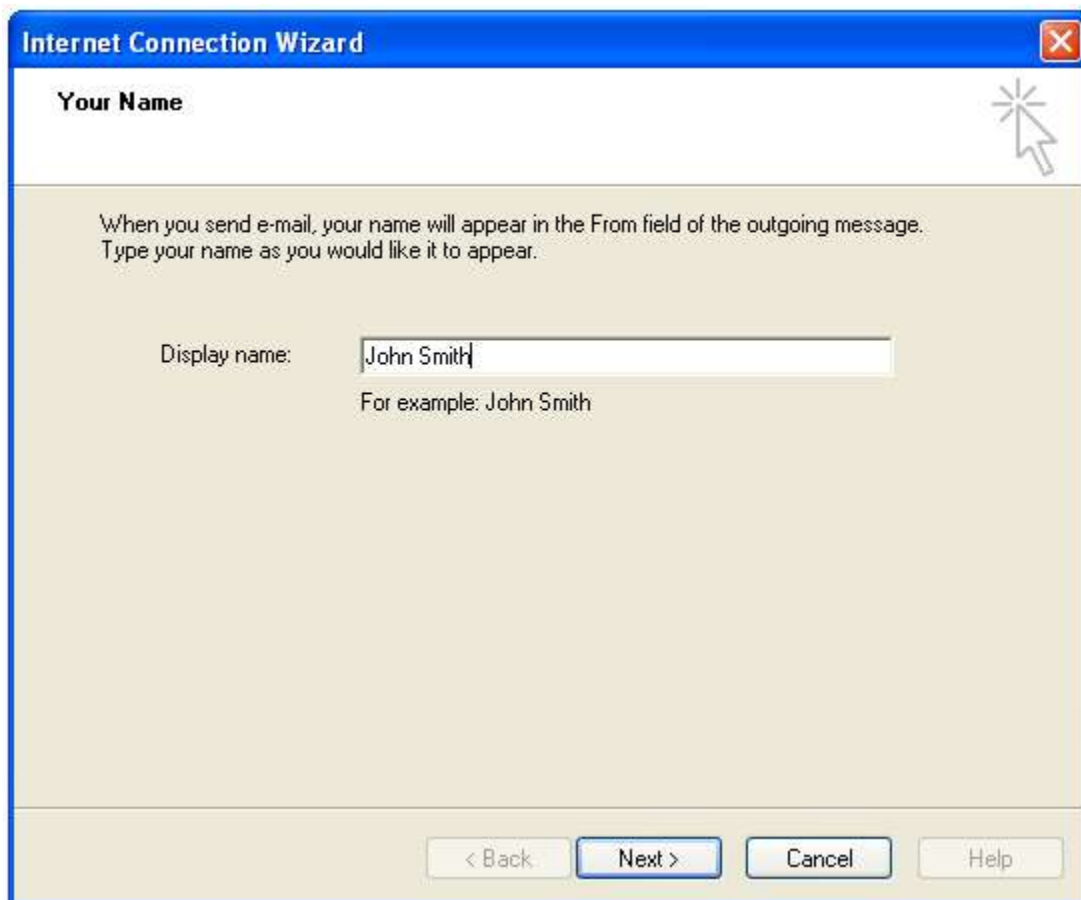 Internet Connection Wizard
Your Name
When you send e-mail, your name will appear in the From field of the outgoing message.
Type your name as you would like it to appear.
Display name: John Smith
For example: John Smith
< Back Next > Cancel Help